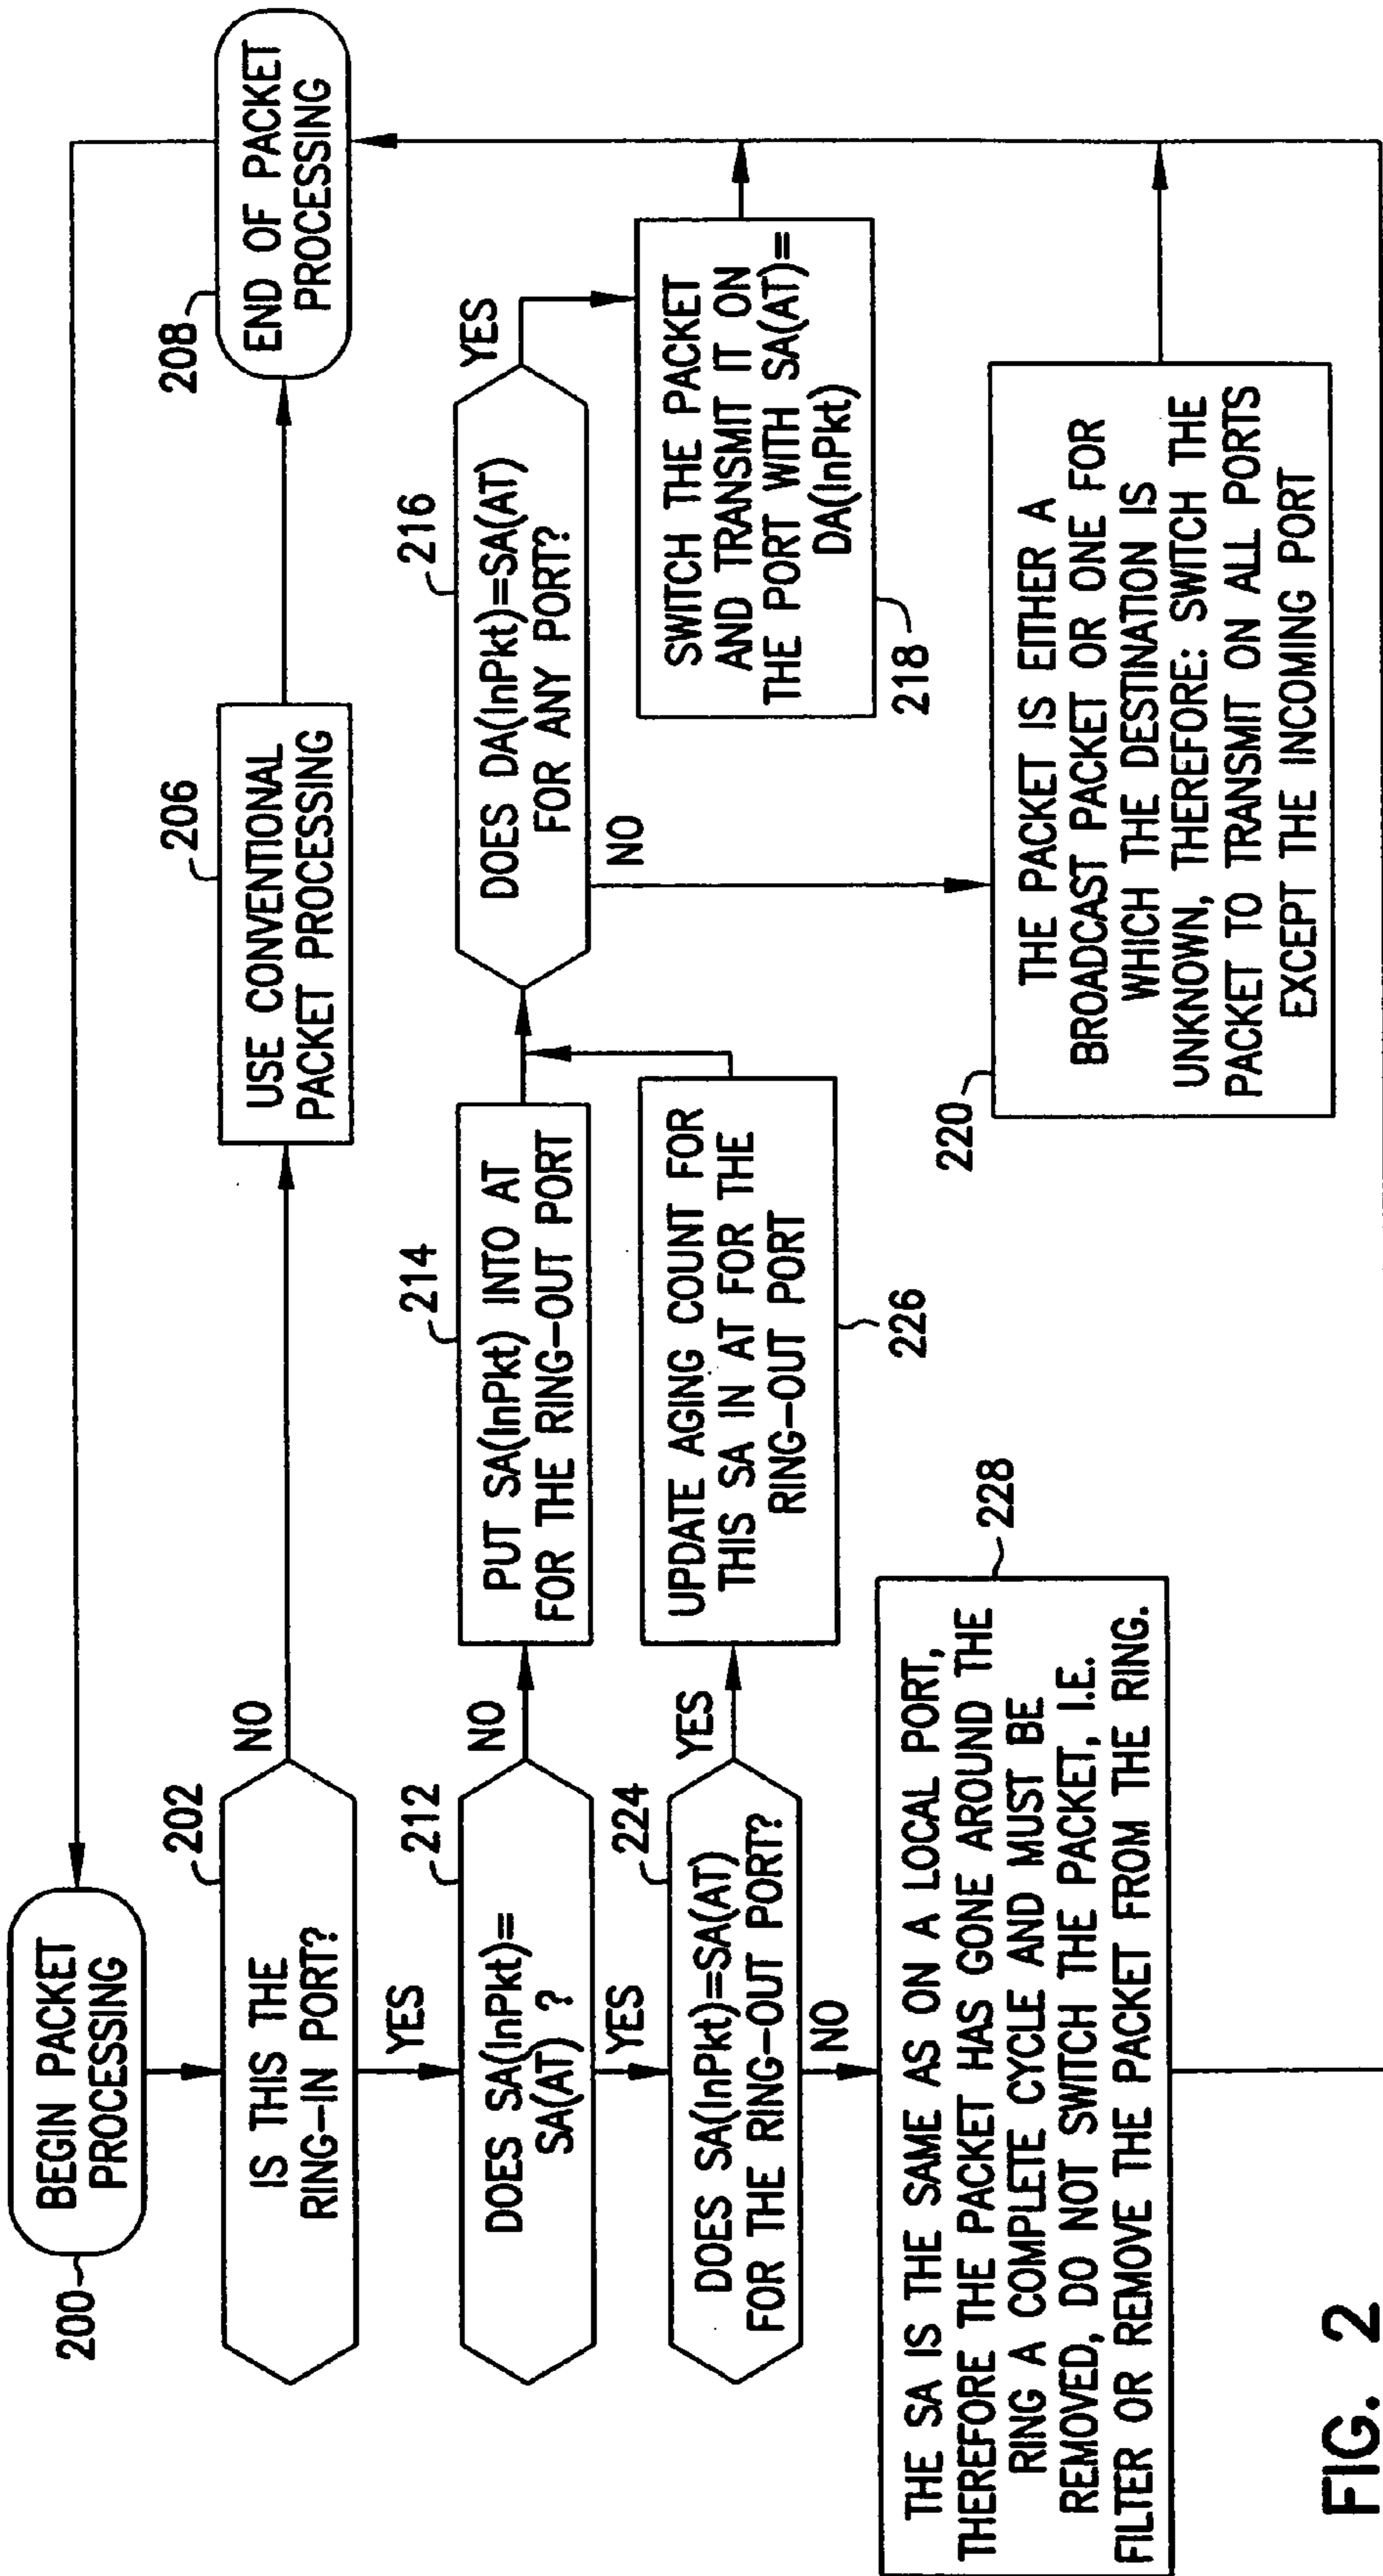 200
BEGIN PACKET
PROCESSING
202
IS THIS THE
RING-IN PORT?
NO
YES
206
USE CONVENTIONAL
PACKET PROCESSING
208
END OF PACKET
PROCESSING
212
DOES SA(InPkt)=
SA(AT) ?
NO
YES
214
PUT SA(InPkt) INTO AT
FOR THE RING-OUT PORT
216
DOES DA(InPkt)=SA(AT)
FOR ANY PORT?
YES
NO
224
DOES SA(InPkt)=SA(AT)
FOR THE RING-OUT PORT?
YES
NO
UPDATE AGING COUNT FOR
THIS SA IN AT FOR THE
RING-OUT PORT
226
SWITCH THE PACKET
AND TRANSMIT IT ON
THE PORT WITH SA(AT)=
DA(InPkt)
218
228
THE SA IS THE SAME AS ON A LOCAL PORT,
THEREFORE THE PACKET HAS GONE AROUND THE
RING A COMPLETE CYCLE AND MUST BE
REMOVED, DO NOT SWITCH THE PACKET, I.E.
FILTER OR REMOVE THE PACKET FROM THE RING.
220
THE PACKET IS EITHER A
BROADCAST PACKET OR ONE FOR
WHICH THE DESTINATION IS
UNKNOWN, THEREFORE: SWITCH THE
PACKET TO TRANSMIT ON ALL PORTS
EXCEPT THE INCOMING PORT
FIG. 2